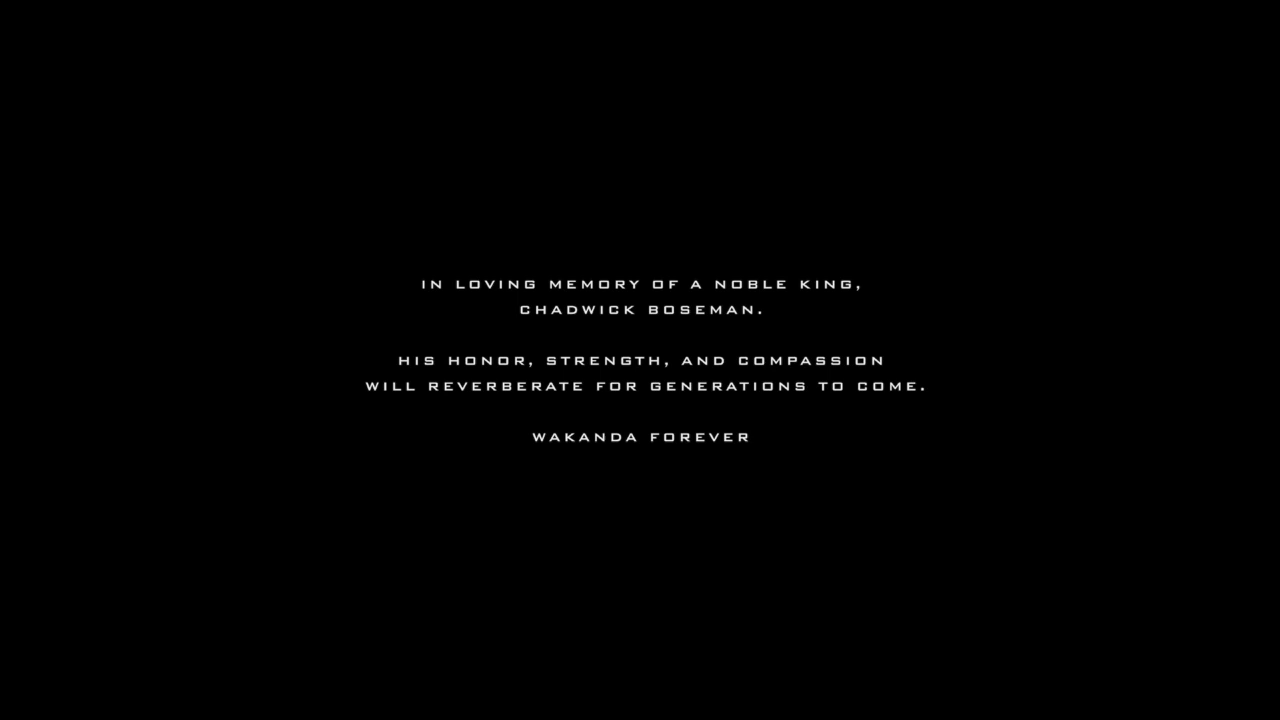 IN LOVING MEMORY OF A NOBLE KING,
CHADWICK BOSEMAN.
HIS HONOR, STRENGTH, AND COMPASSION
WILL REVERBERATE FOR GENERATIONS TO COME.
WAKANDA FOREVER